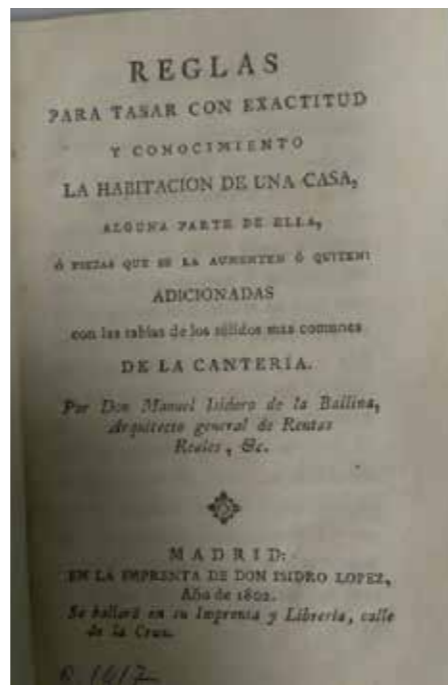 REGLAS
PARA TASAR CON EXACTITUD
Y CONOCIMIENTO
LA HABITACION DE UNA CASA,
ALGUNA PARTE DE ELLA,
Ó PIEZAS QUE SE LA AUMENTEN Ó QUITEN:
ADICIONADAS
con las tablas de los sólidos mas comunes
DE LA CANTERÍA.
Por Don Manuel Isidoro de la Ballina,
Arquitecto general de Rentas
Reales, &c.
MADRID:
EN LA IMPRENTA DE DON ISIDRO LOPEZ,
Año de 1802.
Se hallará en su Imprenta y Librería, calle
de la Cruz.
R. 1417